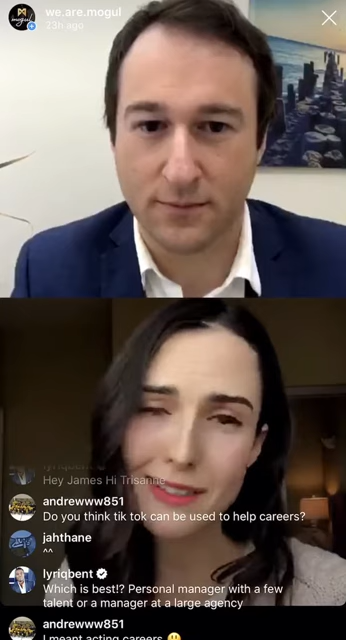 mogul
we.are.mogul
23h ago
lyriqbent
Hey James Hi Trisanne
andrewww851
Do you think tik tok can be used to help careers?
jahthane
^^
lyriqbent
Which is best!? Personal manager with a few
talent or a manager at a large agency
andrewww851
I meant acting careers 😃